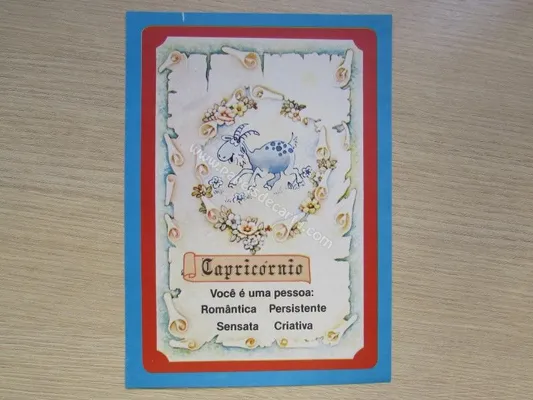 Capricórnio
Você é uma pessoa:
Romântica Persistente
Sensata Criativa